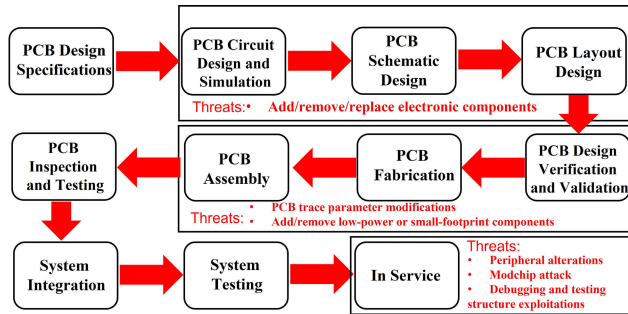 PCB Design
Specifications
PCB Circuit
Design and
Simulation
PCB
Schematic
Design
PCB Layout
Design
Threats:• Add/remove/replace electronic components
PCB
Inspection
and Testing
PCB
Assembly
PCB
Fabrication
PCB Design
Verification
and Validation
• PCB trace parameter modifications
Threats: • Add/remove low-power or small-footprint components
System
Integration
System
Testing
In Service
Threats:
• Peripheral alterations
• Modchip attack
• Debugging and testing
structure exploitations